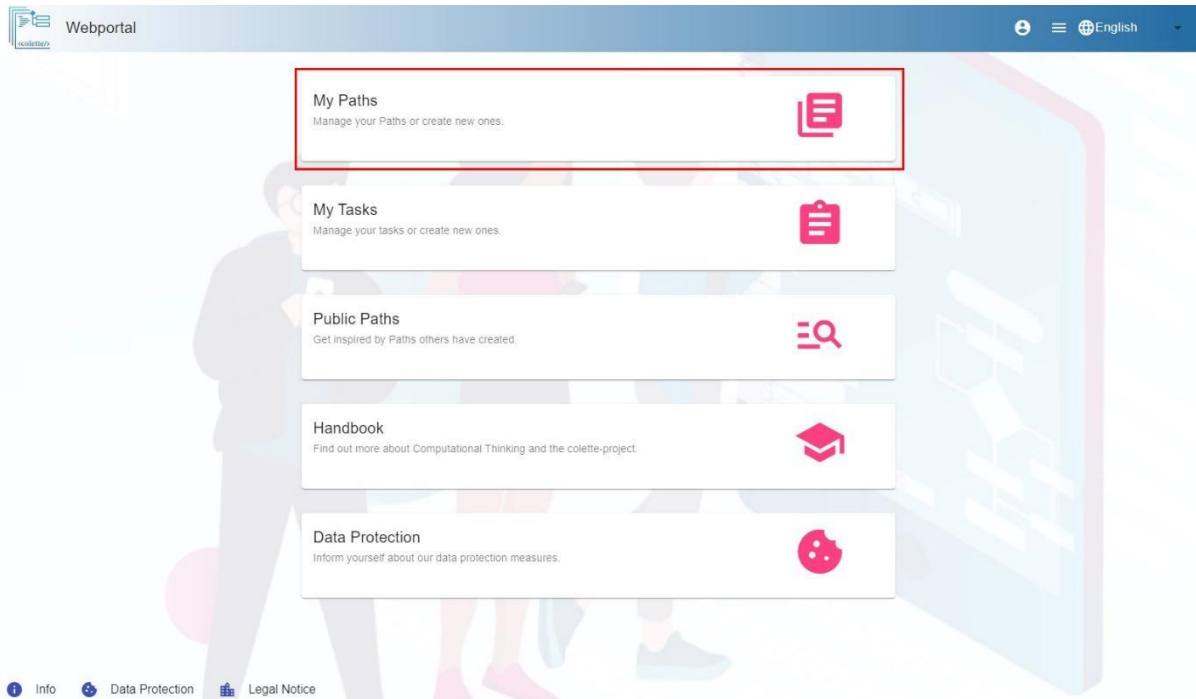 <colette/>
Webportal
English
My Paths
Manage your Paths or create new ones.
My Tasks
Manage your tasks or create new ones.
Public Paths
Get inspired by Paths others have created.
Handbook
Find out more about Computational Thinking and the colette-project.
Data Protection
Inform yourself about our data protection measures.
Info Data Protection Legal Notice